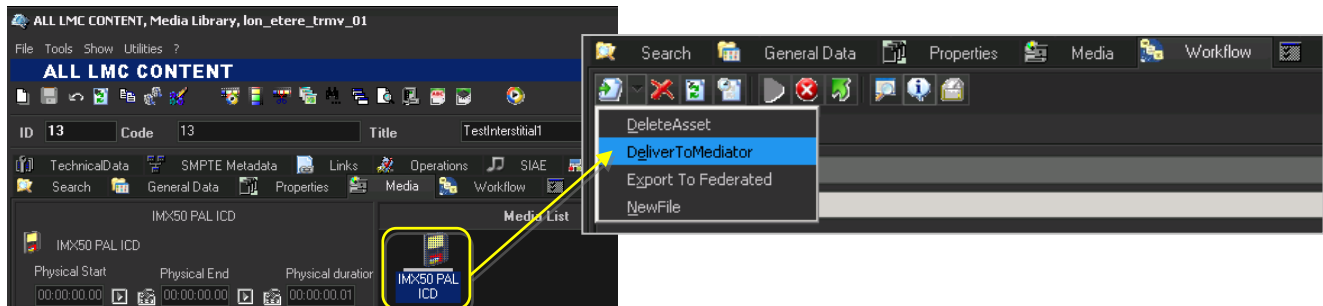 ALL LMC CONTENT, Media Library, lon_etere_trmv_01
File Tools Show Utilities ?
ALL LMC CONTENT
ID 13 Code 13 Title TestInterstitial1
TechnicalData SMPTE Metadata Links Operations SIAE
Search General Data Properties Media Workflow
IMX50 PAL ICD Media List
IMX50 PAL ICD
Physical Start Physical End Physical duration
00:00:00.00 00:00:00.00 00:00:00.01
IMX50 PAL
ICD
Search General Data Properties Media Workflow
DeleteAsset
DeliverToMediator
Export To Federated
NewFile